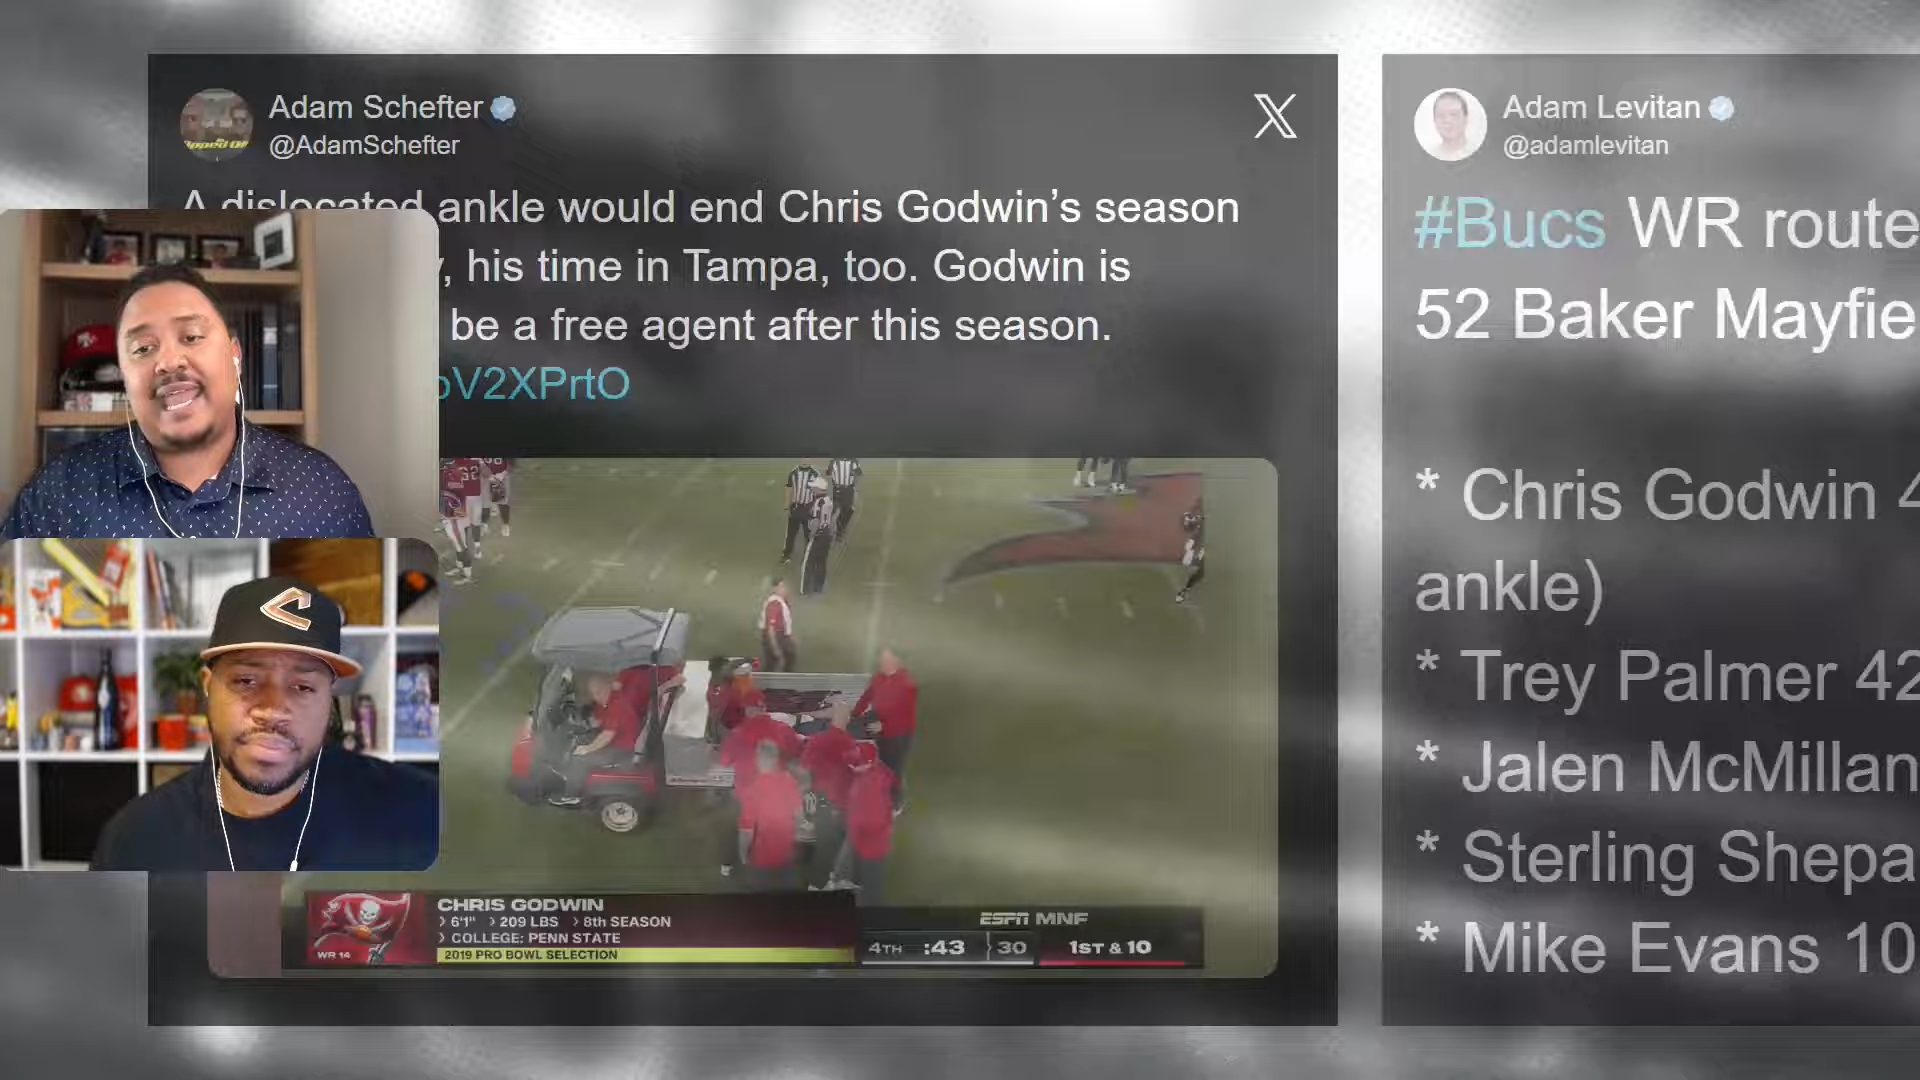 Adam Schefter
@AdamSchefter
A dislocated ankle would end Chris Godwin's season
, his time in Tampa, too. Godwin is
be a free agent after this season.
V2XPrtO
CHRIS GODWIN
6'1" 209 LBS 8th SEASON
COLLEGE: PENN STATE
2019 PRO BOWL SELECTION
WR 14
ESPN MNF
4TH :43 30 1ST & 10
Adam Levitan
@adamlevitan
#Bucs WR route
52 Baker Mayfie
* Chris Godwin 4
ankle)
* Trey Palmer 42
* Jalen McMillan
* Sterling Shepa
* Mike Evans 10